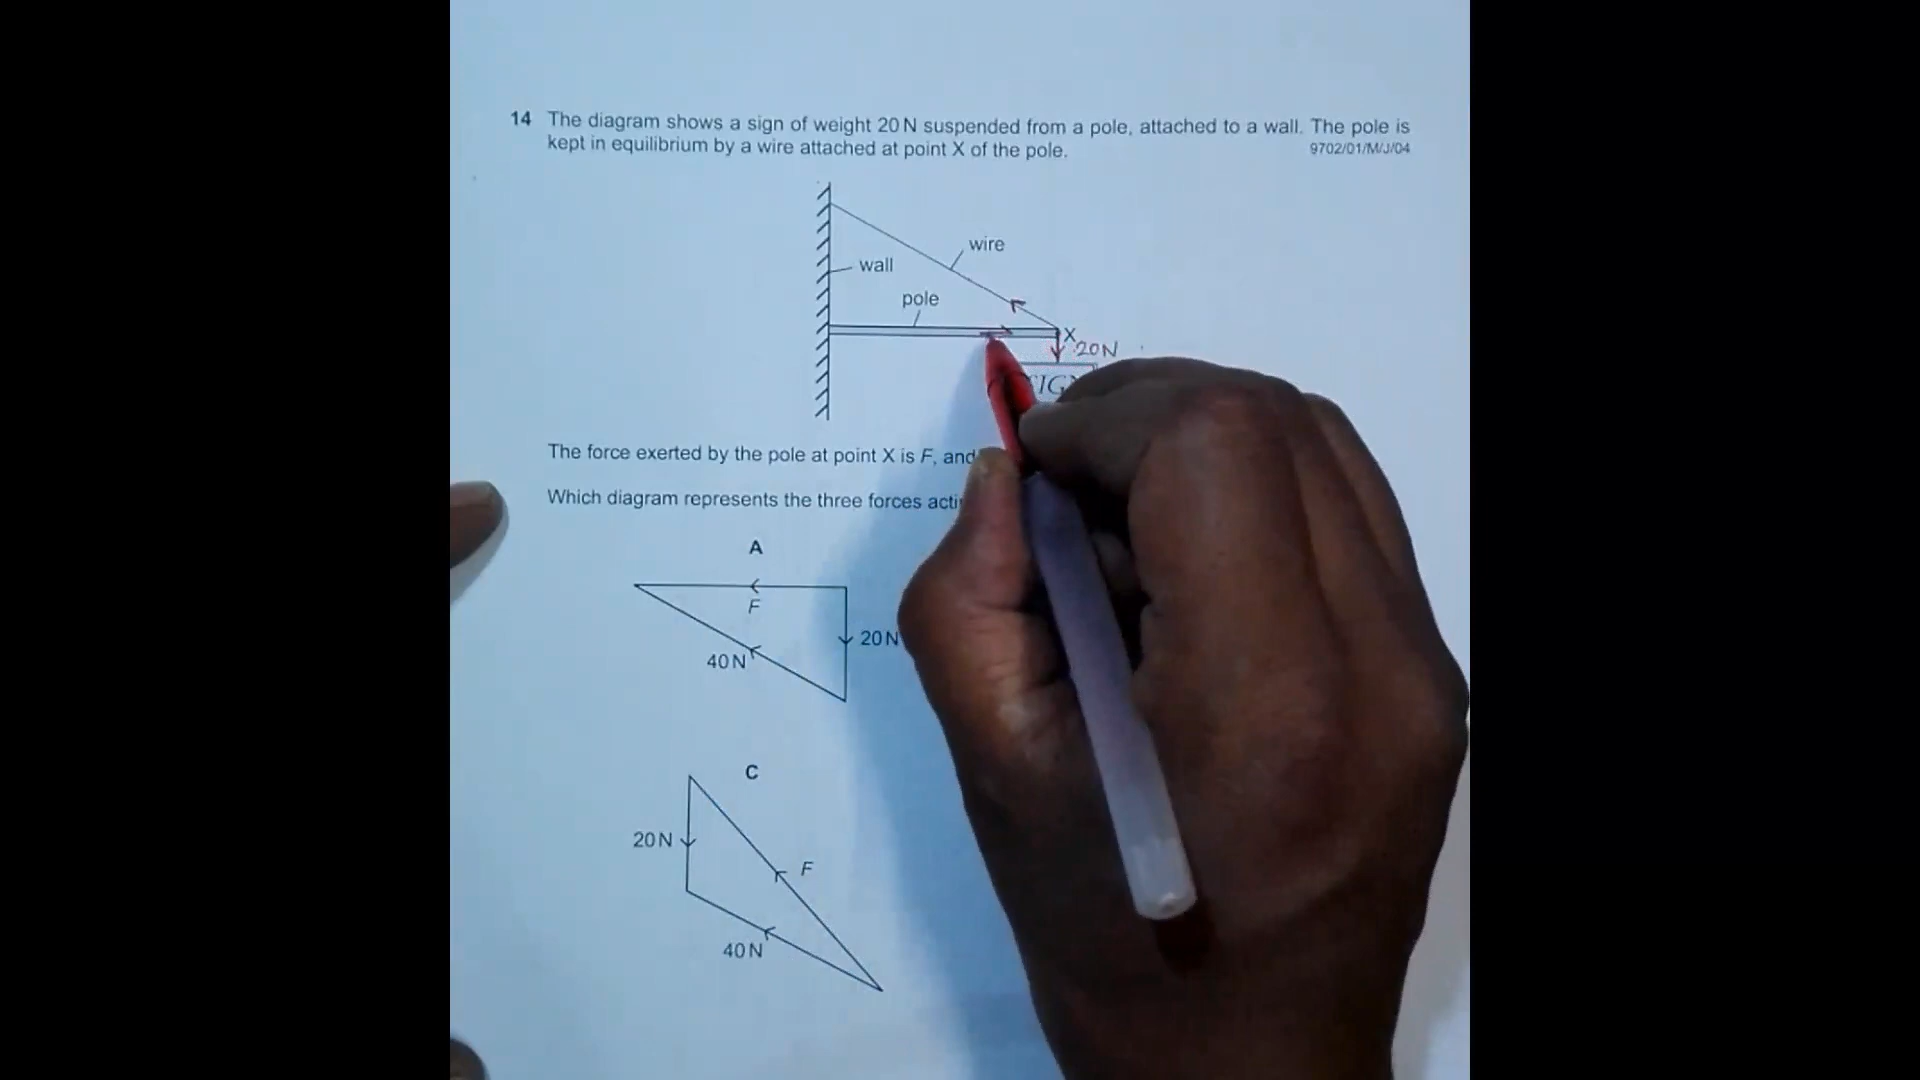 14 The diagram shows a sign of weight 20 N suspended from a pole, attached to a wall. The pole is
kept in equilibrium by a wire attached at point X of the pole.
9702/01/M/J/04
wire
wall
pole
X
20N
The force exerted by the pole at point X is F, and
Which diagram represents the three forces
A
F
20 N
40 N
C
20 N
F
40 N